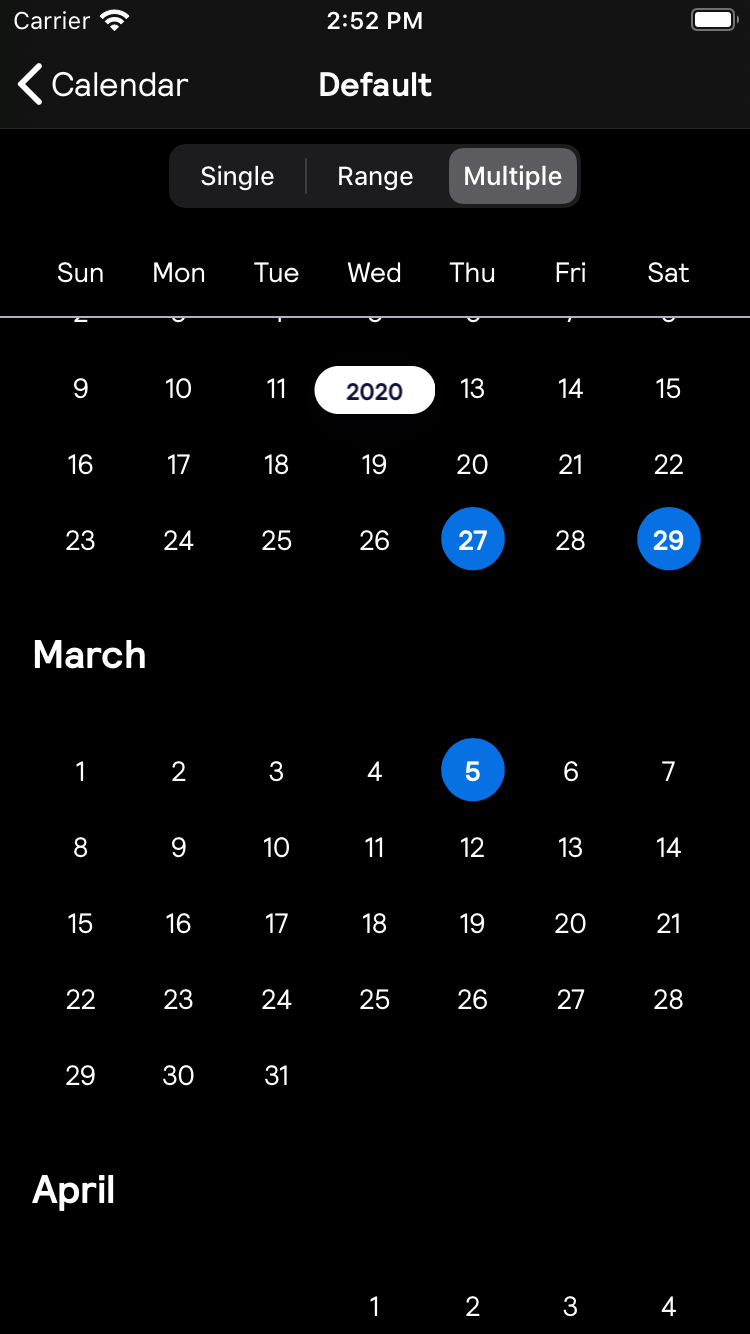 Carrier 2:52 PM
Calendar Default
Single Range Multiple
Sun Mon Tue Wed Thu Fri Sat
9 10 11 2020 13 14 15
16 17 18 19 20 21 22
23 24 25 26 27 28 29
March
1 2 3 4 5 6 7
8 9 10 11 12 13 14
15 16 17 18 19 20 21
22 23 24 25 26 27 28
29 30 31
April
1 2 3 4